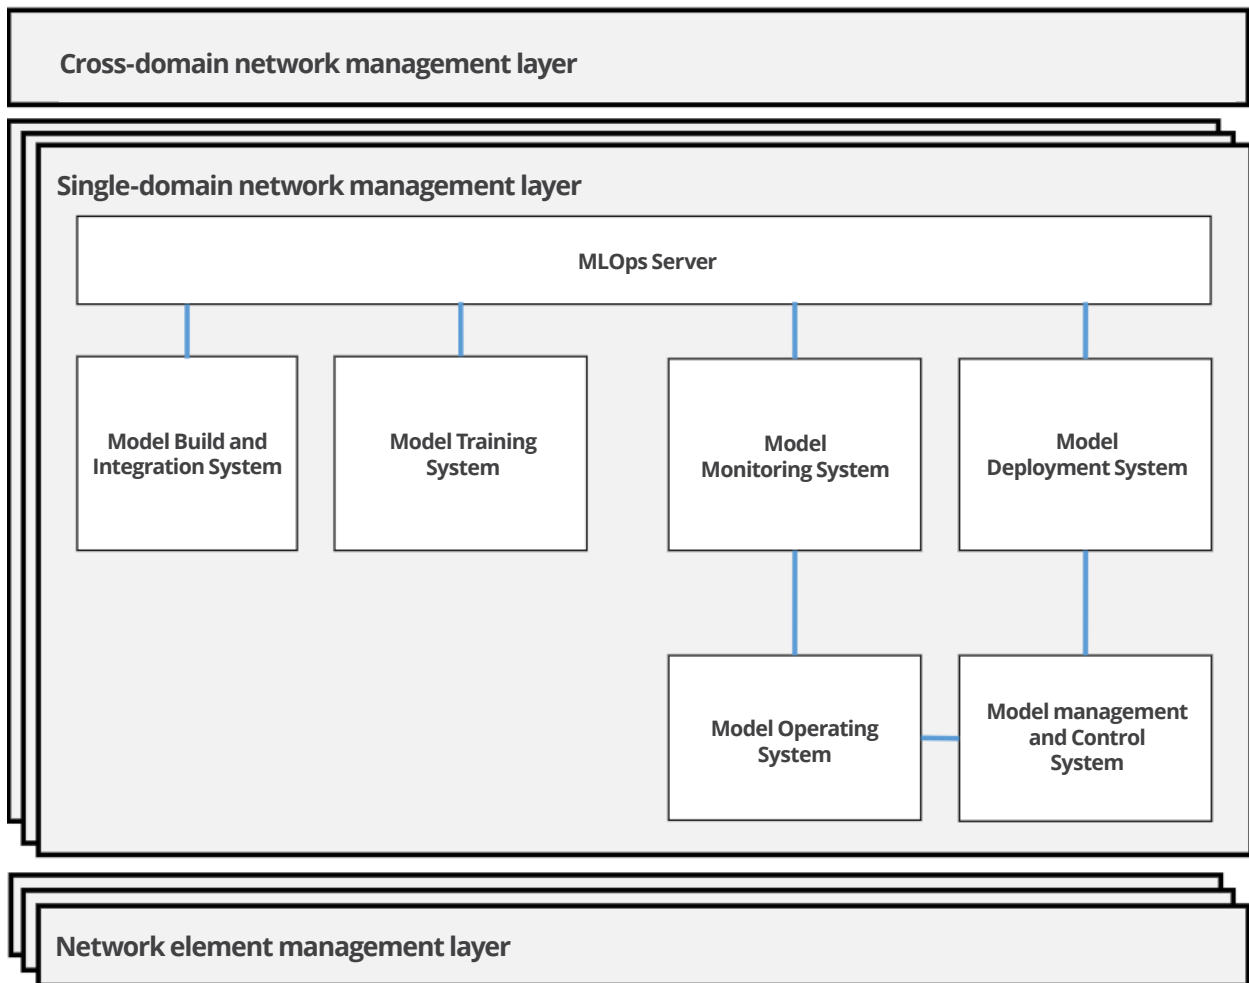 Cross-domain network management layer
Single-domain network management layer
MLOps Server
Model Build and
Integration System
Model Training
System
Model
Monitoring System
Model
Deployment System
Model Operating
System
Model management
and Control
System
Network element management layer